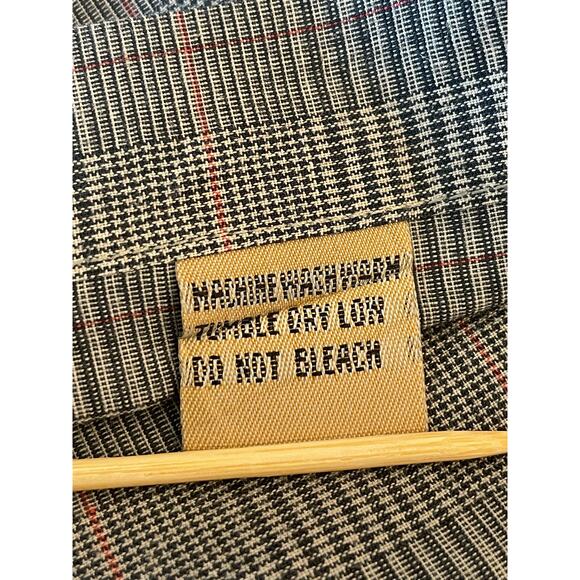 MACHINE WASH WARM
TUMBLE DRY LOW
DO NOT BLEACH